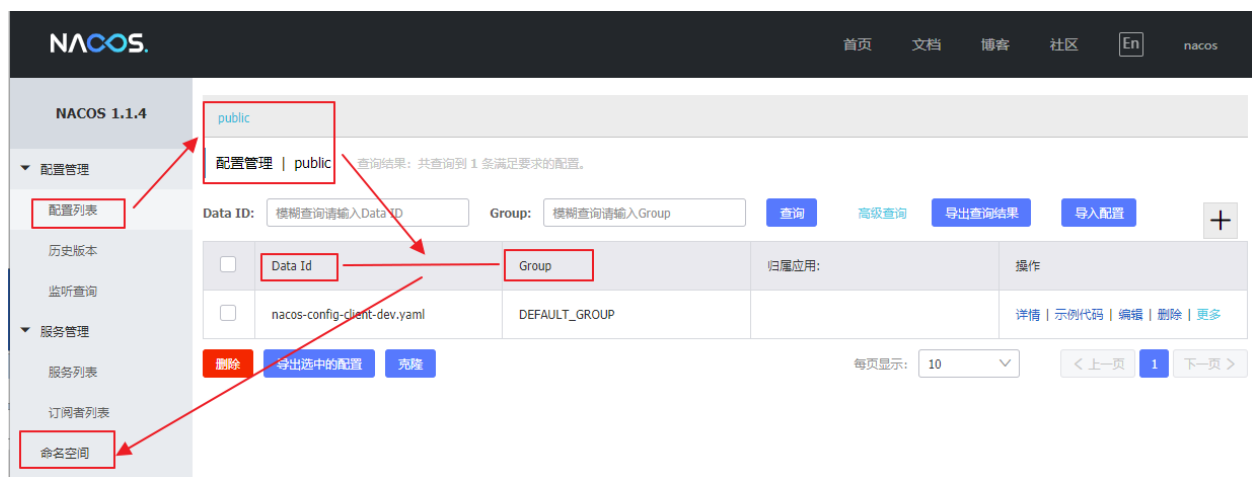 NACOS.
首页 文档 博客 社区 En nacos
NACOS 1.1.4
public
配置管理 | public 查询结果：共查询到 1 条满足要求的配置。
配置管理
配置列表
Data ID: 模糊查询请输入Data ID Group: 模糊查询请输入Group 查询 高级查询 导出查询结果 导入配置 +
历史版本
Data Id Group 归属应用: 操作
监听查询
nacos-config-client-dev.yaml DEFAULT_GROUP 详情 | 示例代码 | 编辑 | 删除 | 更多
服务管理
删除 导出选中的配置 克隆 每页显示: 10 < 上一页 1 下一页 >
服务列表
订阅者列表
命名空间